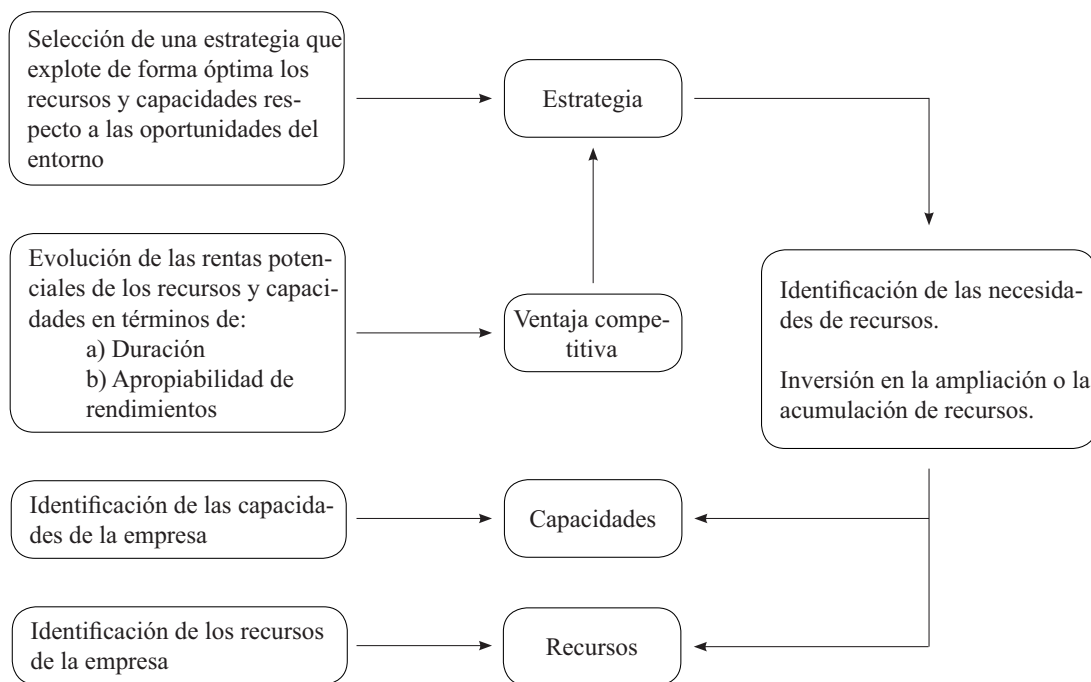 Selección de una estrategia que
explote de forma óptima los
recursos y capacidades res-
pecto a las oportunidades del
entorno
Estrategia
Evolución de las rentas poten-
ciales de los recursos y capaci-
dades en términos de:
a) Duración
b) Apropiabilidad de
rendimientos
Ventaja compe-
titiva
Identificación de las necesida-
des de recursos.
Inversión en la ampliación o la
acumulación de recursos.
Identificación de las capacida-
des de la empresa
Capacidades
Identificación de los recursos
de la empresa
Recursos